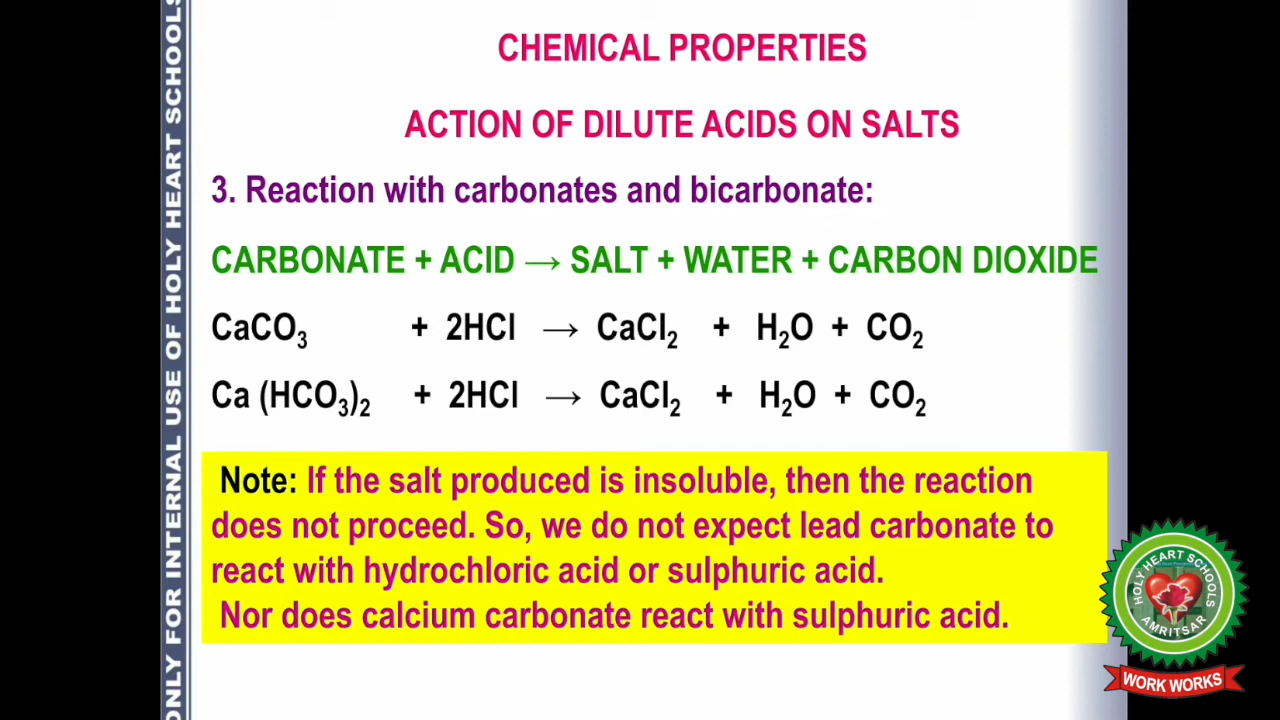 CHEMICAL PROPERTIES
ACTION OF DILUTE ACIDS ON SALTS
3. Reaction with carbonates and bicarbonate:
CARBONATE + ACID → SALT + WATER + CARBON DIOXIDE
CaCO₃ + 2HCl → CaCl₂ + H₂O + CO₂
Ca (HCO₃)₂ + 2HCl → CaCl₂ + H₂O + CO₂
Note: If the salt produced is insoluble, then the reaction
does not proceed. So, we do not expect lead carbonate to
react with hydrochloric acid or sulphuric acid.
Nor does calcium carbonate react with sulphuric acid.
ONLY FOR INTERNAL USE OF HOLY HEART SCHOOLS
HOLY HEART SCHOOLS
AMRITSAR
WORK WORKS